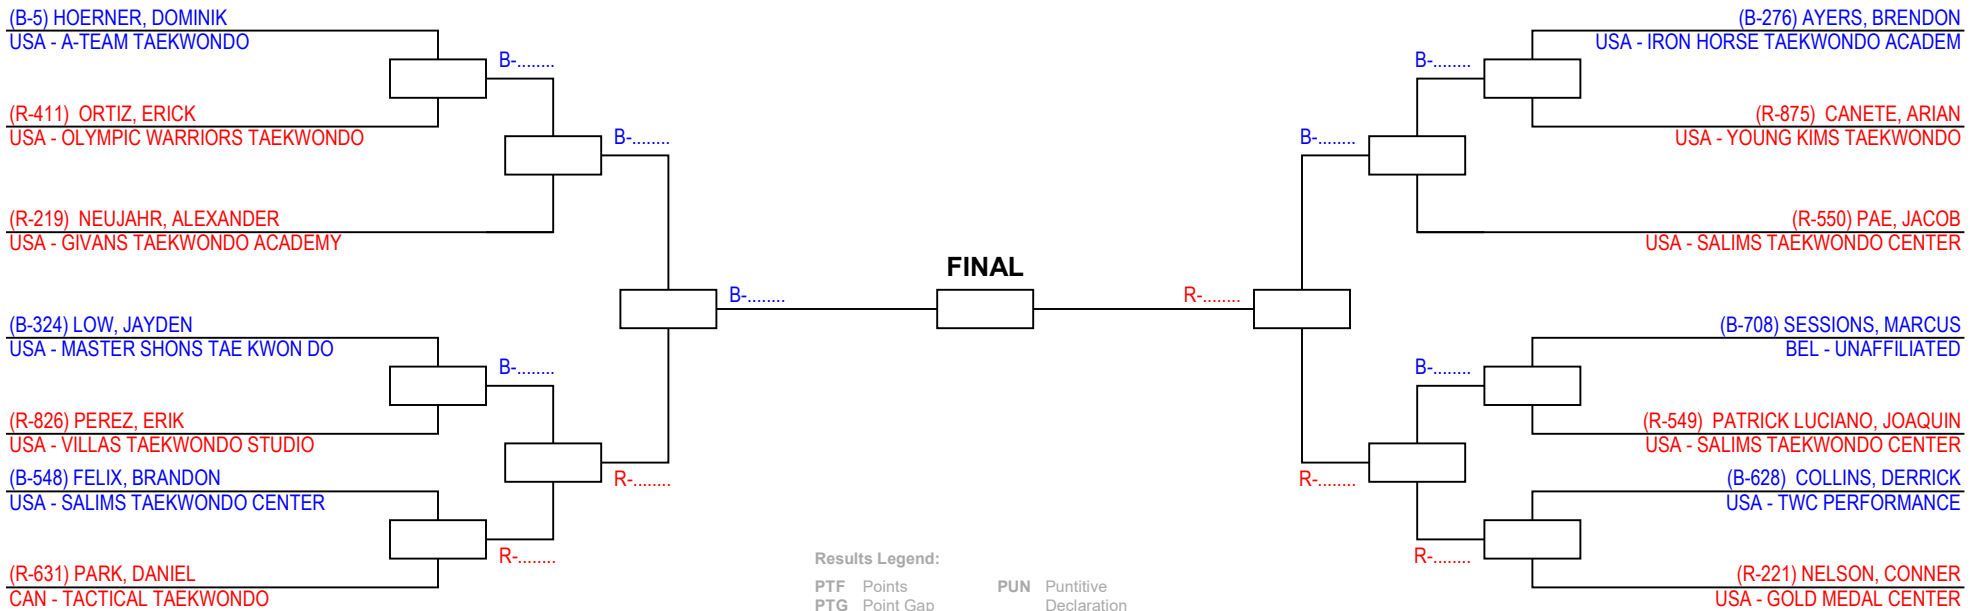 (B-5) HOERNER, DOMINIK
USA - A-TEAM TAEKWONDO
B-........
(R-411) ORTIZ, ERICK
USA - OLYMPIC WARRIORS TAEKWONDO
B-........
(R-219) NEUJAHR, ALEXANDER
USA - GIVANS TAEKWONDO ACADEMY
B-........
(B-324) LOW, JAYDEN
USA - MASTER SHONS TAE KWON DO
B-........
(R-826) PEREZ, ERIK
USA - VILLAS TAEKWONDO STUDIO
R-........
(B-548) FELIX, BRANDON
USA - SALIMS TAEKWONDO CENTER
R-........
(R-631) PARK, DANIEL
CAN - TACTICAL TAEKWONDO
FINAL
(B-276) AYERS, BRENDON
USA - IRON HORSE TAEKWONDO ACADEM
B-........
(R-875) CANETE, ARIAN
USA - YOUNG KIMS TAEKWONDO
B-........
(R-550) PAE, JACOB
USA - SALIMS TAEKWONDO CENTER
R-........
(B-708) SESSIONS, MARCUS
BEL - UNAFFILIATED
B-........
(R-549) PATRICK LUCIANO, JOAQUIN
USA - SALIMS TAEKWONDO CENTER
R-........
(B-628) COLLINS, DERRICK
USA - TWC PERFORMANCE
R-........
(R-221) NELSON, CONNER
USA - GOLD MEDAL CENTER
Results Legend:
PTF Points PUN Puntitive
PTG Point Gap Declaration